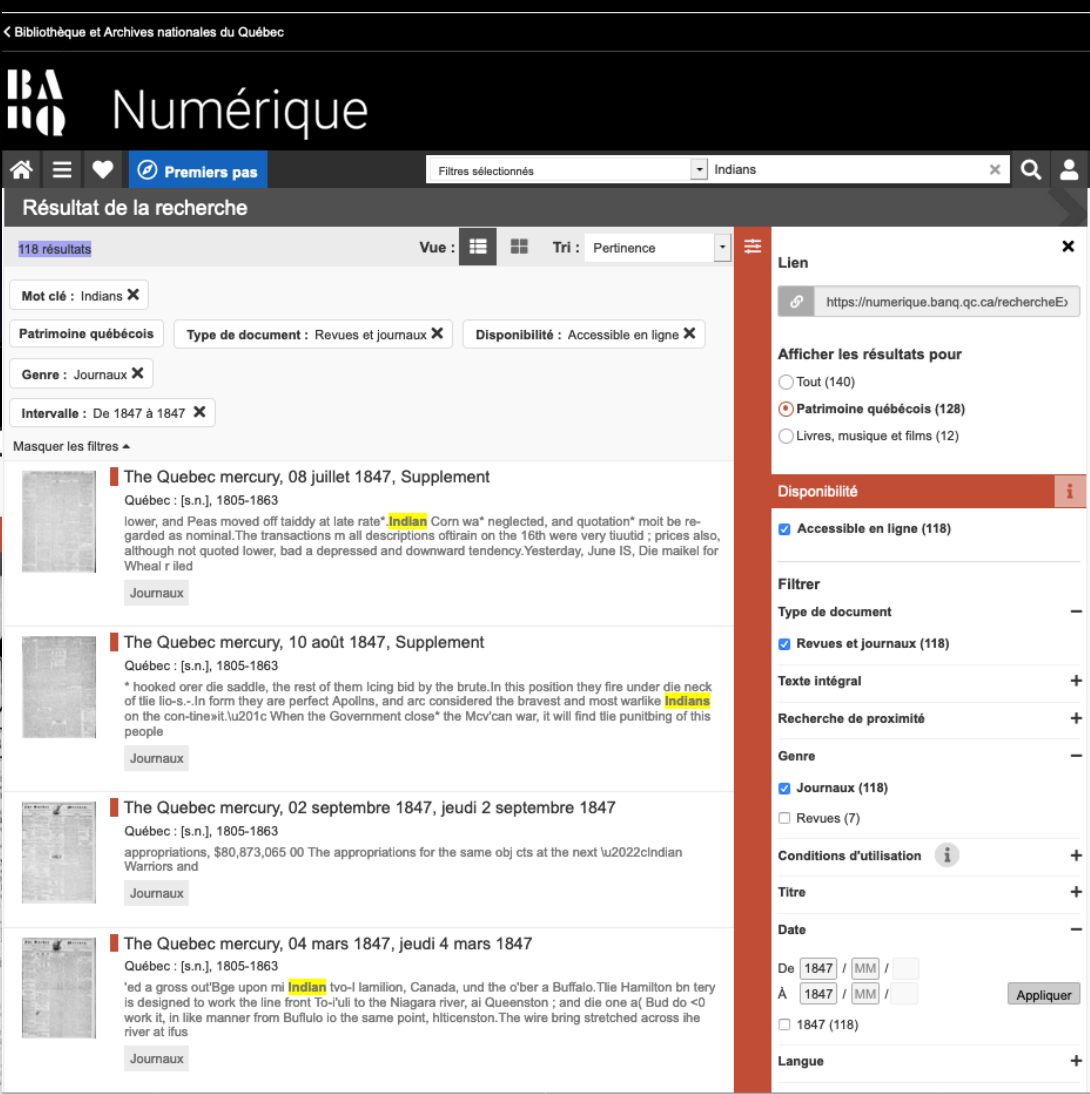 Bibliothèque et Archives nationales du Québec
BAnQ Numérique
Premiers pas
Filtres sélectionnés
Indians
Résultat de la recherche
118 résultats
Vue :
Tri : Pertinence
Mot clé : Indians
Patrimoine québécois
Type de document : Revues et journaux
Disponibilité : Accessible en ligne
Genre : Journaux
Intervalle : De 1847 à 1847
Masquer les filtres
The Quebec mercury, 08 juillet 1847, Supplement
Québec : [s.n.], 1805-1863
lower, and Peas moved off taiddy at late rate*.Indian Corn wa* neglected, and quotation* moit be re-
garded as nominal.The transactions m all descriptions oftirain on the 16th were very tiuutid ; prices also,
although not quoted lower, bad a depressed and downward tendency.Yesterday, June IS, Die maikel for
Wheal r iled
Journaux
The Quebec mercury, 10 août 1847, Supplement
Québec : [s.n.], 1805-1863
* hooked orer die saddle, the rest of them Icing bid by the brute.In this position they fire under die neck
of tlie lio-s.-.In form they are perfect Apollns, and arc considered the bravest and most warlike Indians
on the con-tine»it.\u201c When the Government close* the Mcv'can war, it will find tlie punitbing of this
people
Journaux
The Quebec mercury, 02 septembre 1847, jeudi 2 septembre 1847
Québec : [s.n.], 1805-1863
appropriations, $80,873,065 00 The appropriations for the same obj cts at the next \u2022cIndian
Warriors and
Journaux
The Quebec mercury, 04 mars 1847, jeudi 4 mars 1847
Québec : [s.n.], 1805-1863
'ed a gross out'Bge upon mi Indian tvo-l lamilion, Canada, und the o'ber a Buffalo.Tlie Hamilton bn tery
is designed to work the line front To-i'uli to the Niagara river, ai Queenston ; and die one a( Bud do <0
work it, in like manner from Buflulo io the same point, hlticenston.The wire bring stretched across ihe
river at ifus
Journaux
Lien
https://numerique.banq.qc.ca/rechercheEx
Afficher les résultats pour
Tout (140)
Patrimoine québécois (128)
Livres, musique et films (12)
Disponibilité
Accessible en ligne (118)
Filtrer
Type de document
Revues et journaux (118)
Texte intégral
Recherche de proximité
Genre
Journaux (118)
Revues (7)
Conditions d'utilisation
Titre
Date
De 1847 / MM /
À 1847 / MM /
Appliquer
1847 (118)
Langue